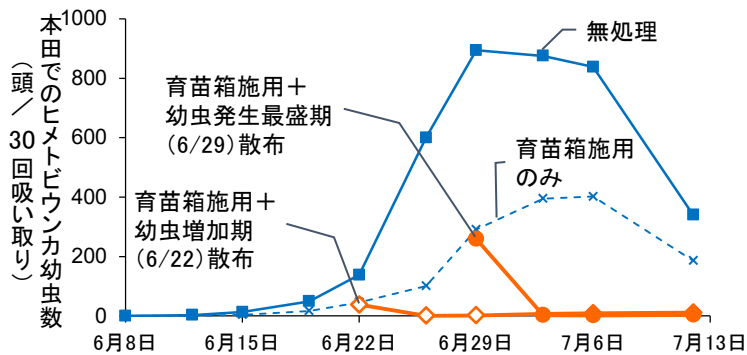 本田でのヒメトビウンカ幼虫数
（頭／30回吸い取り）
1000
800
600
400
200
0
無処理
育苗箱施用＋
幼虫発生最盛期
（6/29）散布
育苗箱施用
のみ
育苗箱施用＋
幼虫増加期
（6/22）散布
6月8日
6月15日
6月22日
6月29日
7月6日
7月13日